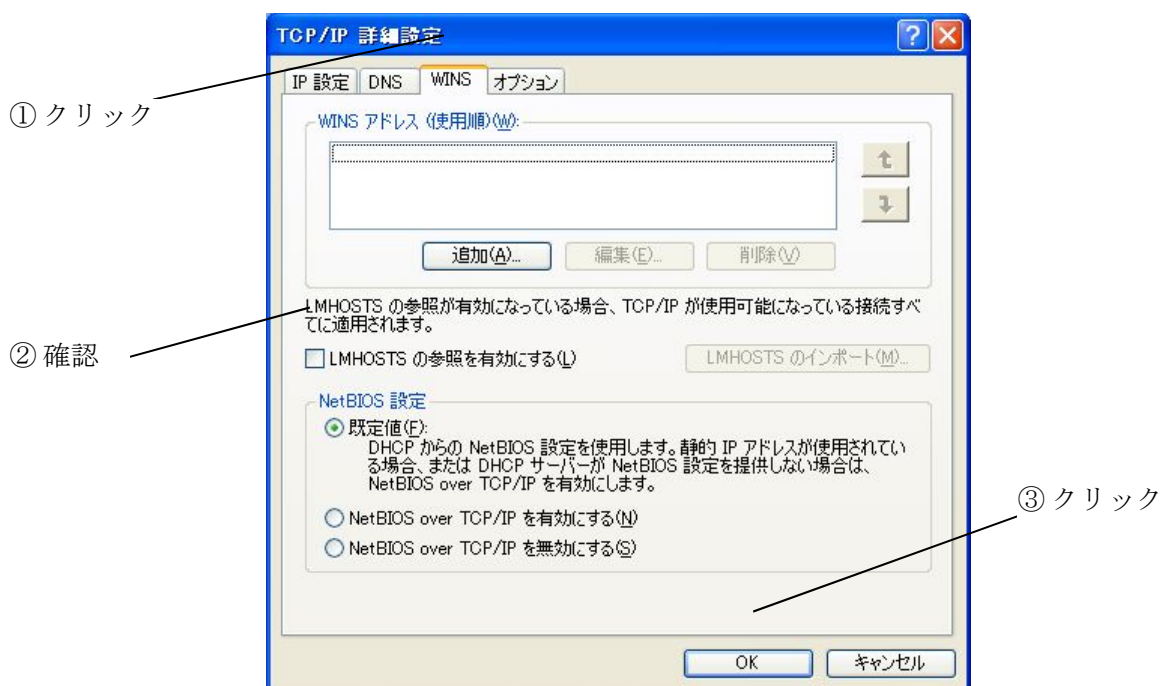 TCP/IP 詳細設定
IP 設定 DNS WINS オプション
① クリック
WINS アドレス (使用順)(W):
追加(A)... 編集(E)... 削除(V)
LMHOSTS の参照が有効になっている場合、TCP/IP が使用可能になっている接続すべ
てに適用されます。
② 確認
LMHOSTS の参照を有効にする(L) LMHOSTS のインポート(M)...
NetBIOS 設定
既定値(F):
DHCP からの NetBIOS 設定を使用します。静的 IP アドレスが使用されてい
る場合、または DHCP サーバーが NetBIOS 設定を提供しない場合は、
NetBIOS over TCP/IP を有効にします。
③ クリック
NetBIOS over TCP/IP を有効にする(N)
NetBIOS over TCP/IP を無効にする(S)
OK キャンセル